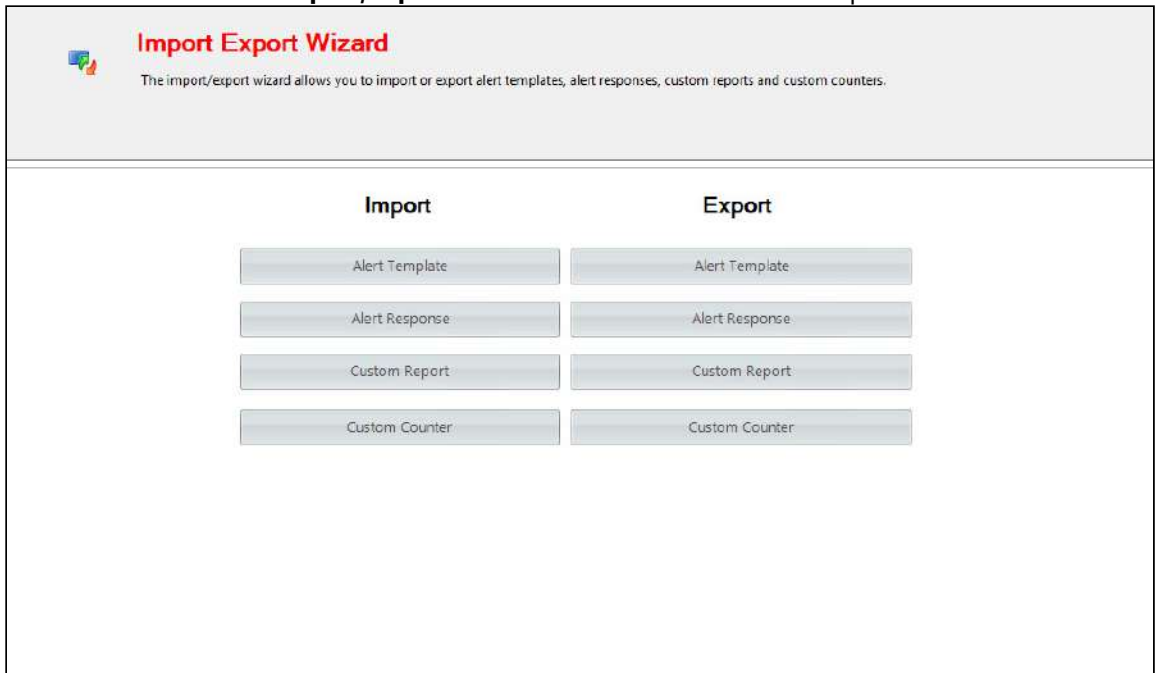 Import Export Wizard
The import/export wizard allows you to import or export alert templates, alert responses, custom reports and custom counters.
Import Export
Alert Template Alert Template
Alert Response Alert Response
Custom Report Custom Report
Custom Counter Custom Counter